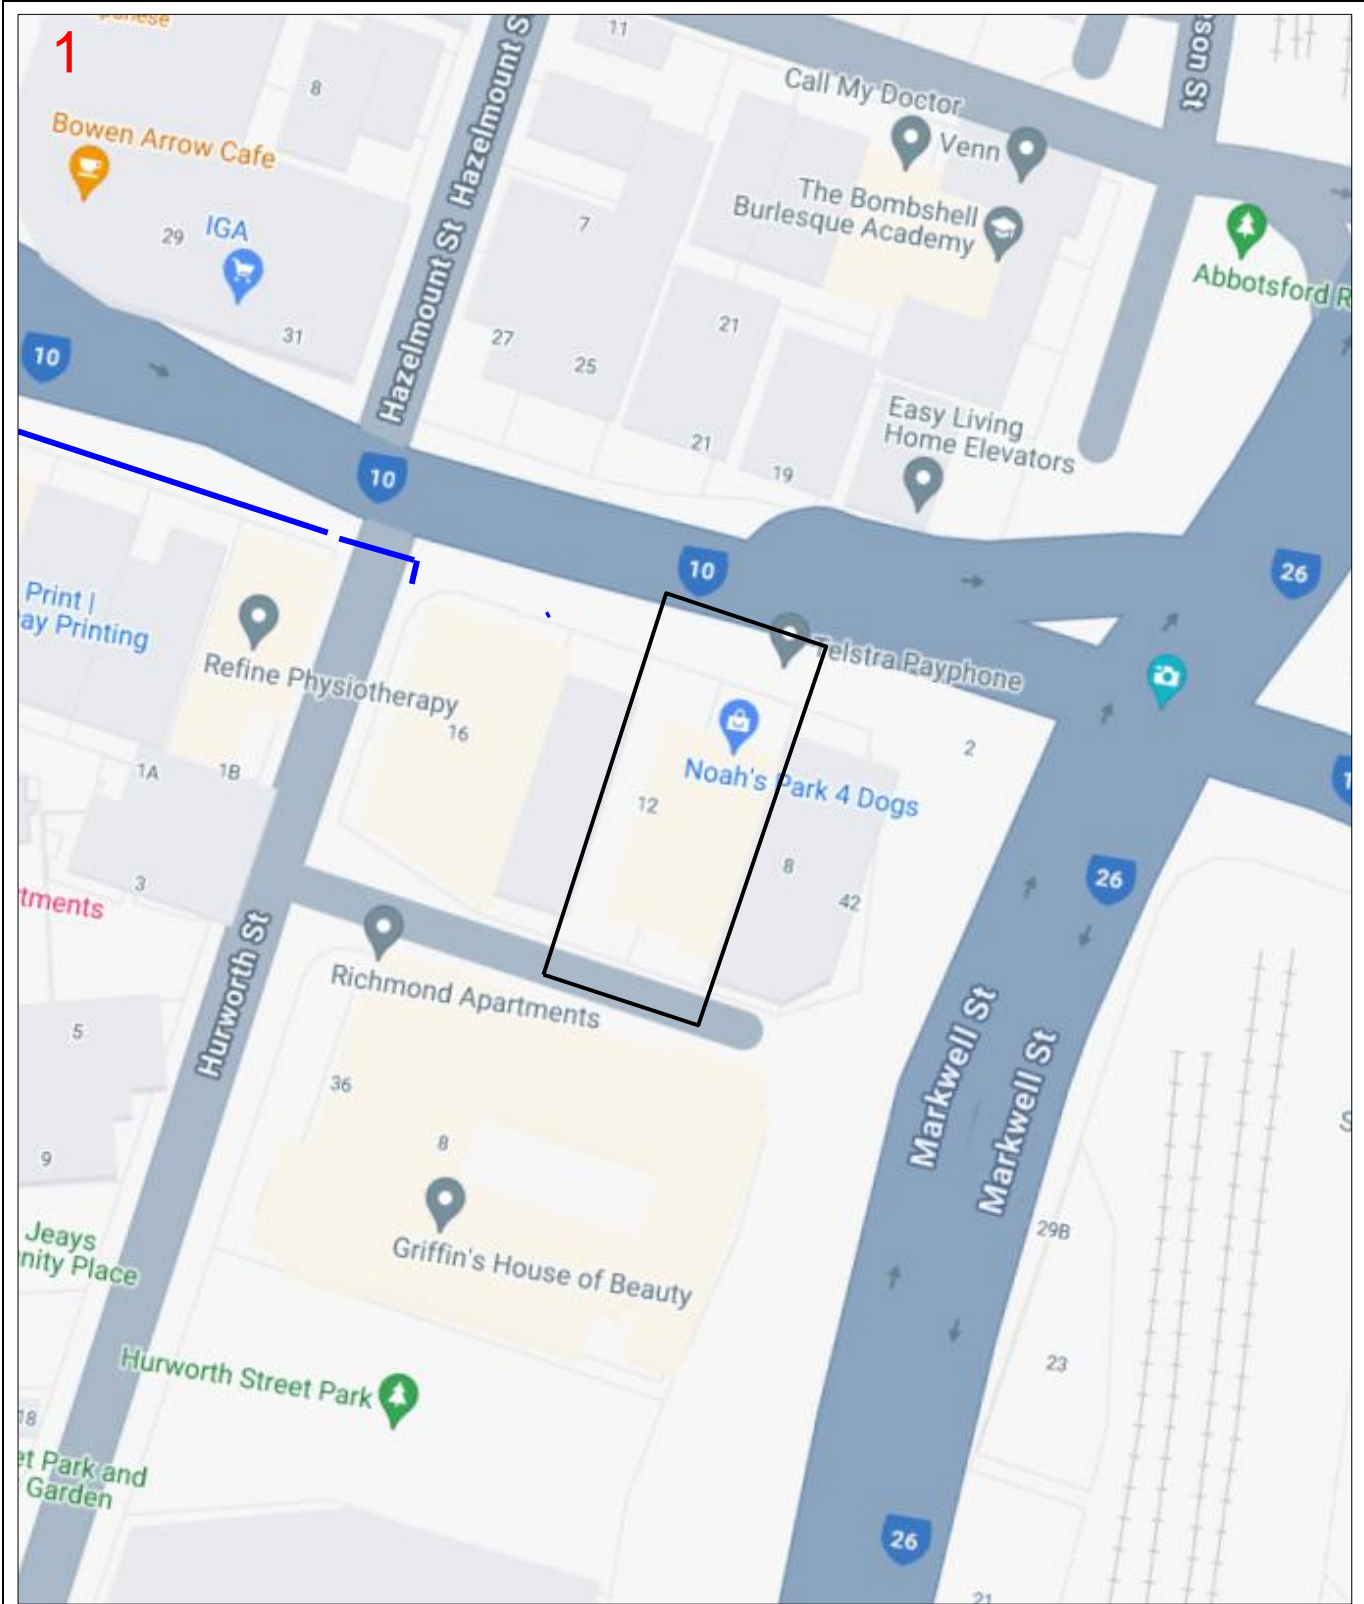 1
11
8
Call My Doctor
Venn
Bowen Arrow Cafe
Hazelmount St
Hazelmount S
The Bombshell
Burlesque Academy
7
29
IGA
31
Abbotsford R
21
27
25
10
Easy Living
Home Elevators
21
19
10
10
26
Print |
ay Printing
Refine Physiotherapy
Telstra Payphone
16
2
1A
1B
Noah's Park 4 Dogs
12
8
42
26
3
tments
Hurworth St
Richmond Apartments
5
36
8
9
Markwell St
Markwell St
Jeays
nity Place
Griffin's House of Beauty
29B
23
Hurworth Street Park
18
et Park and
Garden
26
21